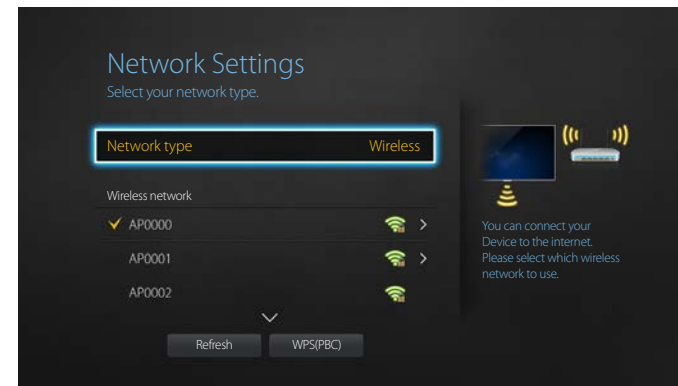 Network Settings
Select your network type.
Network type Wireless
Wireless network
AP0000
AP0001
AP0002
You can connect your
Device to the internet.
Please select which wireless
network to use.
Refresh WPS(PBC)